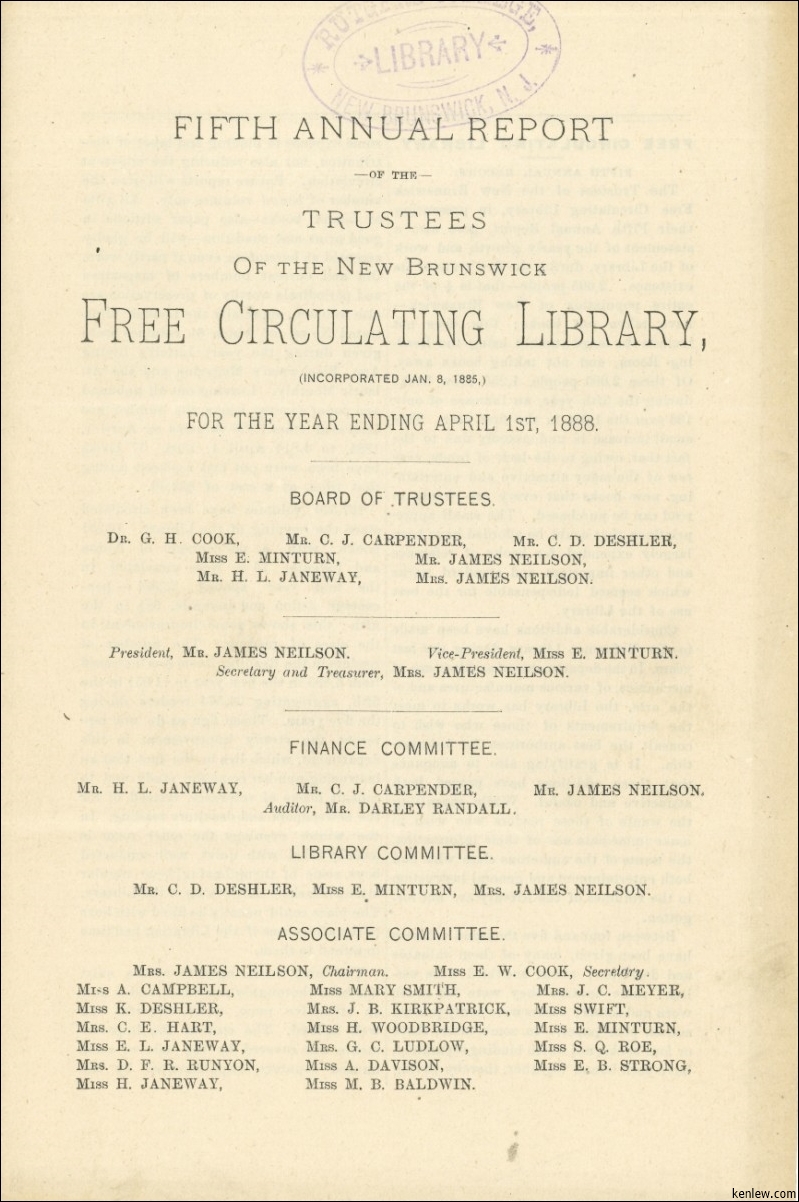 RUTGERS COLLEGE,
LIBRARY
NEW BRUNSWICK, N. J.
FIFTH ANNUAL REPORT
—OF THE—
TRUSTEES
OF THE NEW BRUNSWICK
FREE CIRCULATING LIBRARY,
(INCORPORATED JAN. 8, 1885,)
FOR THE YEAR ENDING APRIL 1ST, 1888.
BOARD OF TRUSTEES.
DR. G. H. COOK, MR. C. J. CARPENDER, MR. C. D. DESHLER,
MISS E. MINTURN, MR. JAMES NEILSON,
MR. H. L. JANEWAY, MRS. JAMES NEILSON.
President, MR. JAMES NEILSON. Vice-President, MISS E. MINTURN.
Secretary and Treasurer, MRS. JAMES NEILSON.
FINANCE COMMITTEE.
MR. H. L. JANEWAY, MR. C. J. CARPENDER, MR. JAMES NEILSON,
Auditor, MR. DARLEY RANDALL.
LIBRARY COMMITTEE.
MR. C. D. DESHLER, MISS E. MINTURN, MRS. JAMES NEILSON.
ASSOCIATE COMMITTEE.
MRS. JAMES NEILSON, Chairman. MISS E. W. COOK, Secretary.
MISS A. CAMPBELL, MISS MARY SMITH, MRS. J. C. MEYER,
MISS K. DESHLER, MRS. J. B. KIRKPATRICK, MISS SWIFT,
MRS. C. E. HART, MISS H. WOODBRIDGE, MISS E. MINTURN,
MISS E. L. JANEWAY, MRS. G. C. LUDLOW, MISS S. Q. ROE,
MRS. D. F. R. RUNYON, MISS A. DAVISON, MISS E. B. STRONG,
MISS H. JANEWAY, MISS M. B. BALDWIN.
kenlew.com